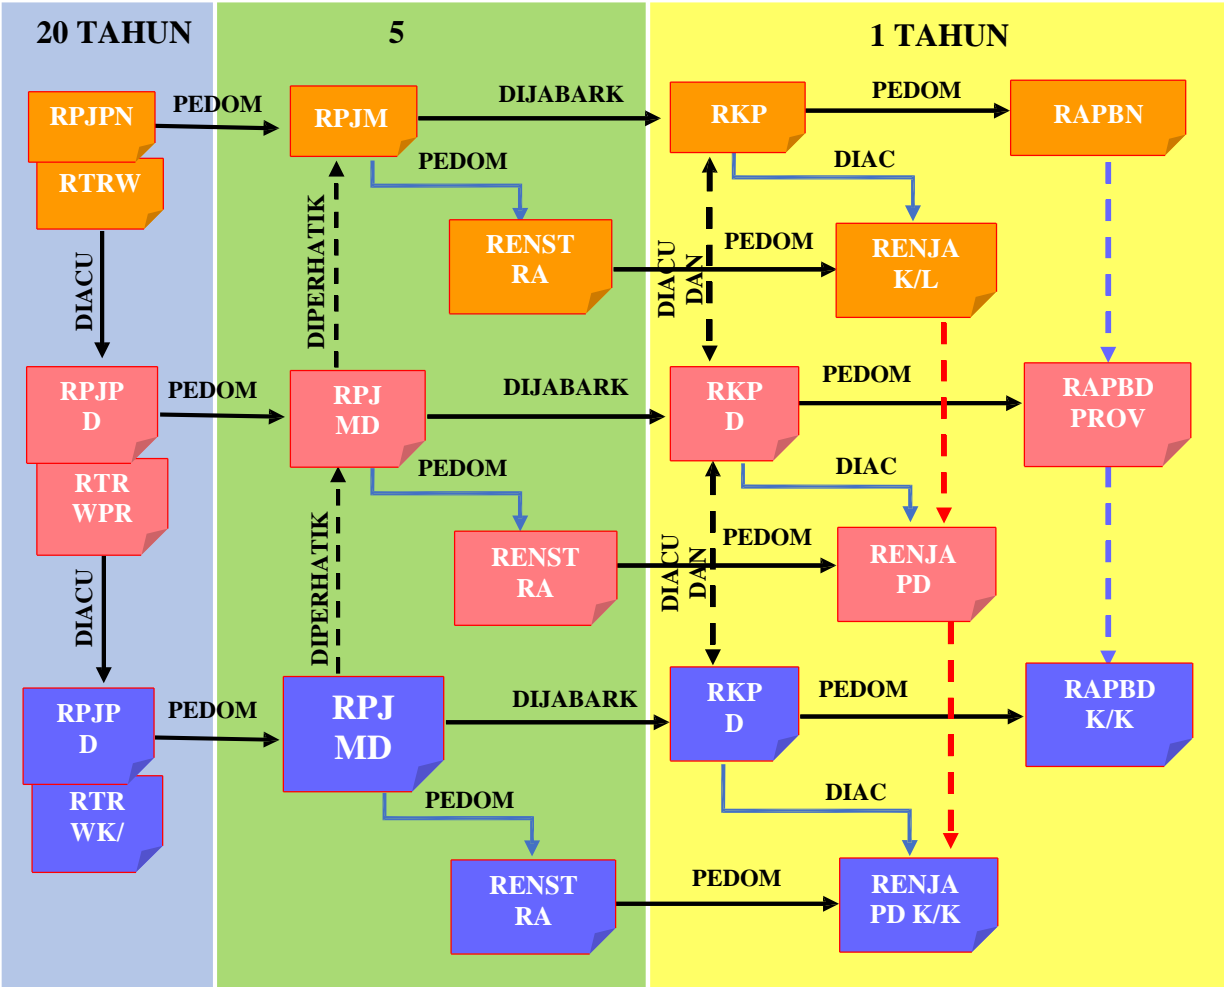 20 TAHUN
5
1 TAHUN
RPJPN
PEDOM
RPJM
DIJABARK
RKP
PEDOM
RAPBN
RTRW
PEDOM
DIAC
DIACU
DIPERHATIK
RENST
RA
DIACU
DAN
PEDOM
RENJA
K/L
RPJP
D
PEDOM
RPJ
MD
DIJABARK
RKP
D
PEDOM
RAPBD
PROV
RTR
WPR
PEDOM
DIAC
DIACU
DIPERHATIK
RENST
RA
DIACU
DAN
PEDOM
RENJA
PD
RPJP
D
PEDOM
RPJ
MD
DIJABARK
RKP
D
PEDOM
RAPBD
K/K
RTR
WK/
PEDOM
DIAC
RENST
RA
PEDOM
RENJA
PD K/K